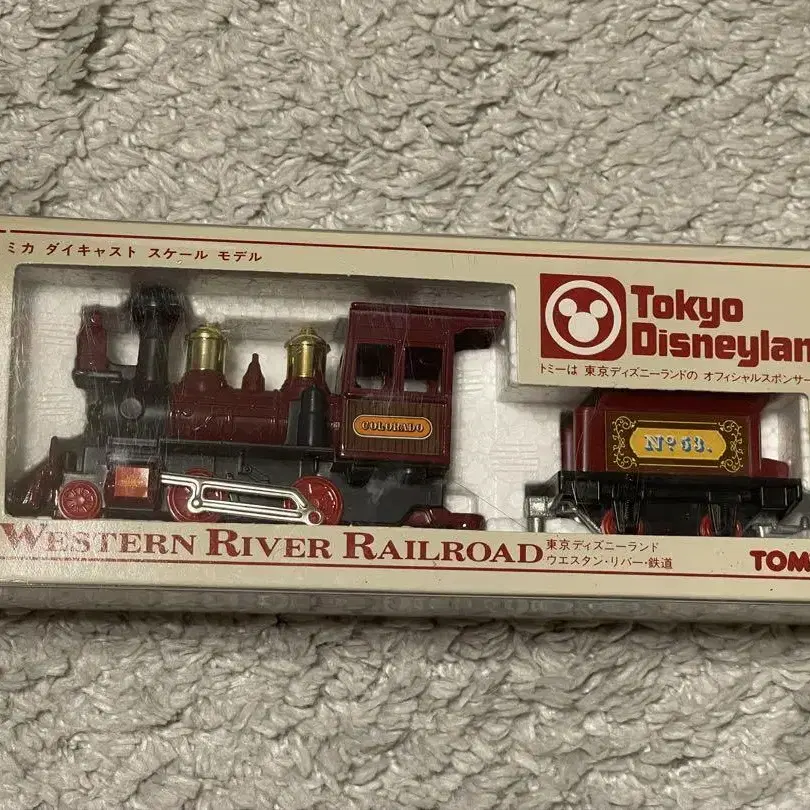 ミカ ダイキャスト スケール モデル
Tokyo
Disneylan
トミーは 東京ディズニーランドの オフィシャルスポンサー
COLORADO
Nº 53.
WESTERN RIVER RAILROAD
東京ディズニーランド
ウエスタン・リバー・鉄道
TOM